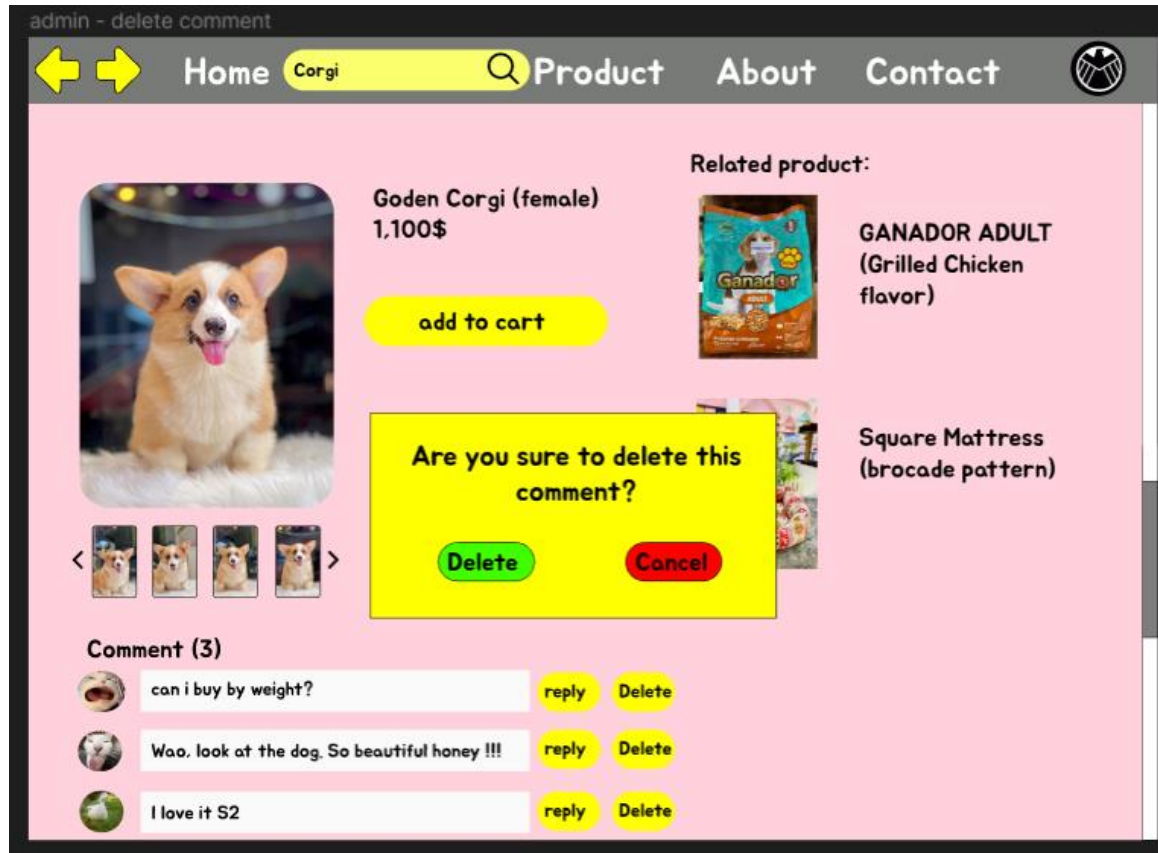 admin - delete comment
Home
Corgi
Product
About
Contact
Goden Corgi (female)
1,100$
add to cart
Related product:
Ganador
ADULT
GANADOR ADULT
(Grilled Chicken
flavor)
Square Mattress
(brocade pattern)
Are you sure to delete this
comment?
Delete
Cancel
Comment (3)
can i buy by weight?
reply
Delete
Wao, look at the dog. So beautiful honey !!!
reply
Delete
I love it S2
reply
Delete